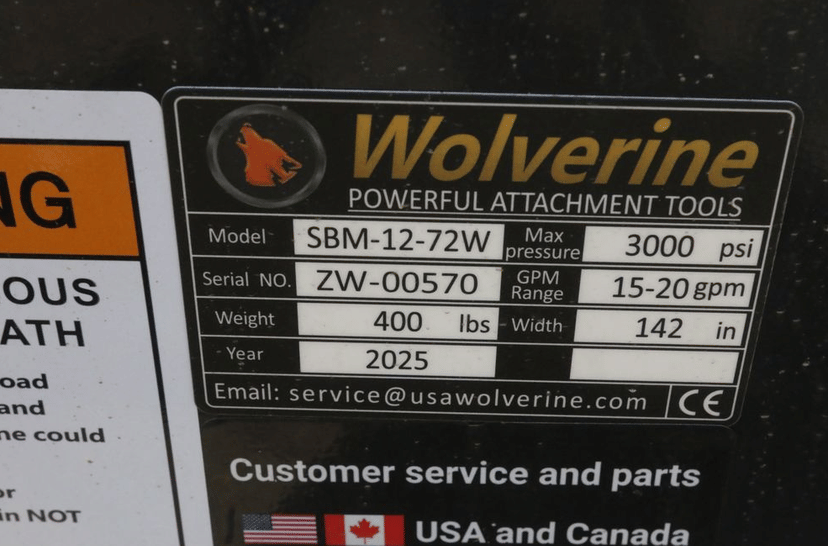 Wolverine
POWERFUL ATTACHMENT TOOLS
Model SBM-12-72W Max pressure 3000 psi
Serial NO. ZW-00570 GPM Range 15-20 gpm
Weight 400 lbs Width 142 in
Year 2025
Email: service@usawolverine.com CE
Customer service and parts
USA and Canada
NG
OUS
ATH
oad
and
ne could
or
in NOT